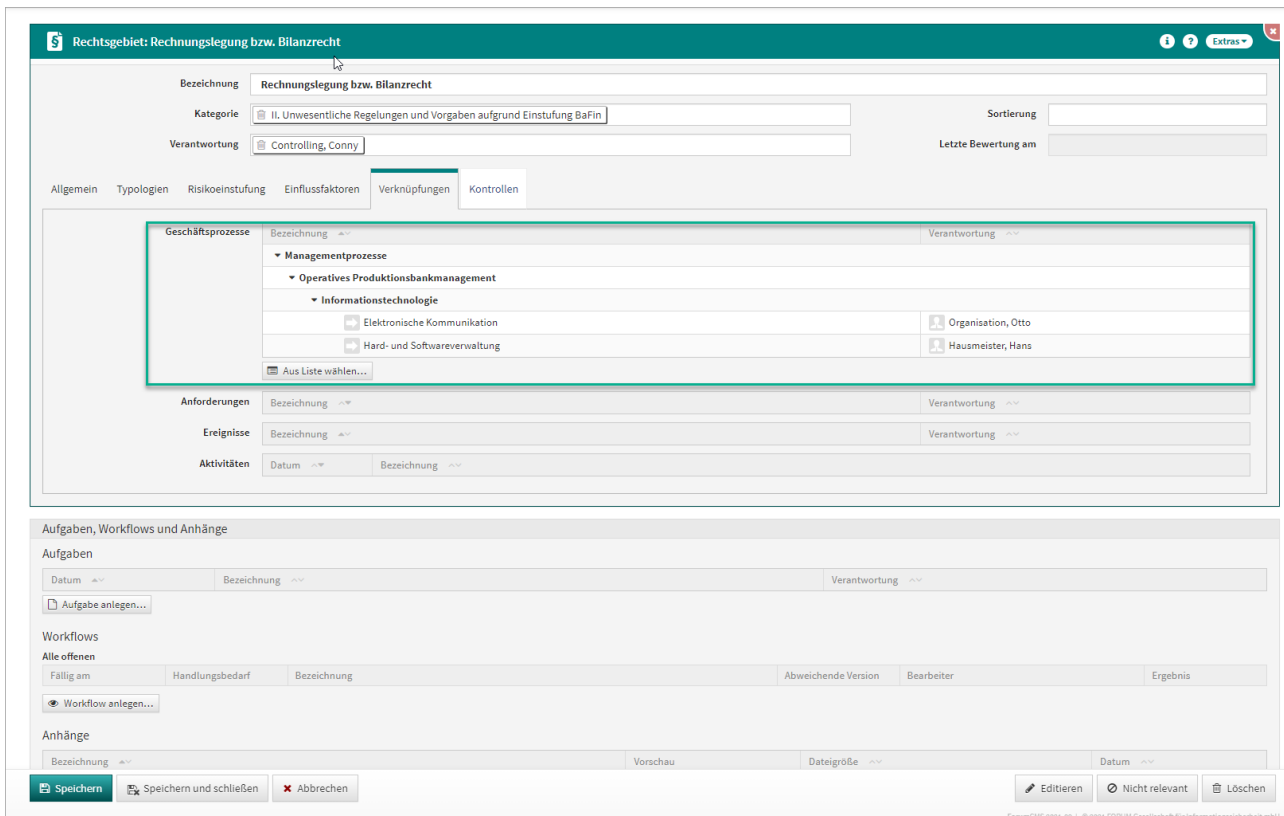 Rechtsgebiet: Rechnungslegung bzw. Bilanzrecht Extras
Bezeichnung Rechnungslegung bzw. Bilanzrecht
Kategorie II. Unwesentliche Regelungen und Vorgaben aufgrund Einstufung BaFin Sortierung
Verantwortung Controlling, Conny Letzte Bewertung am
Allgemein Typologien Risikoeinstufung Einflussfaktoren Verknüpfungen Kontrollen
Geschäftsprozesse Bezeichnung Verantwortung
Managementprozesse
Operatives Produktionsbankmanagement
Informationstechnologie
Elektronische Kommunikation Organisation, Otto
Hard- und Softwareverwaltung Hausmeister, Hans
Aus Liste wählen...
Anforderungen Bezeichnung Verantwortung
Ereignisse Bezeichnung Verantwortung
Aktivitäten Datum Bezeichnung
Aufgaben, Workflows und Anhänge
Aufgaben
Datum Bezeichnung Verantwortung
Aufgabe anlegen...
Workflows
Alle offenen
Fällig am Handlungsbedarf Bezeichnung Abweichende Version Bearbeiter Ergebnis
Workflow anlegen...
Anhänge
Bezeichnung Vorschau Dateigröße Datum
Speichern Speichern und schließen Abbrechen Editieren Nicht relevant Löschen